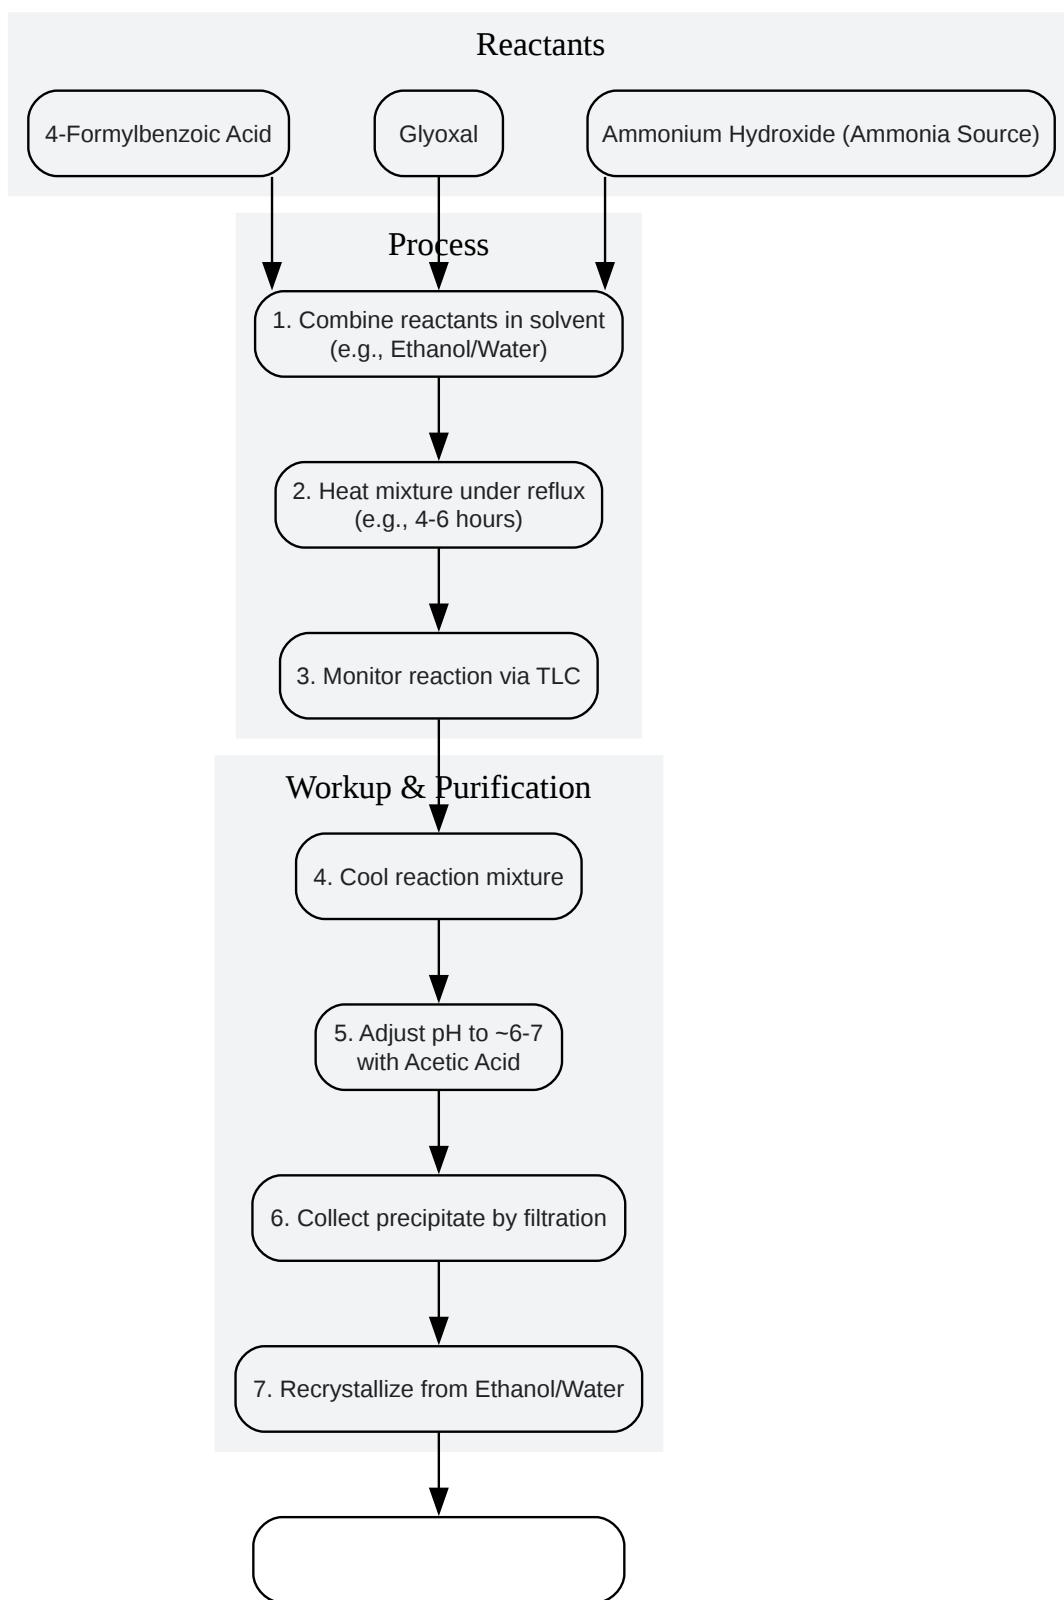 Reactants
4-Formylbenzoic Acid
Glyoxal
Ammonium Hydroxide (Ammonia Source)
Process
1. Combine reactants in solvent
(e.g., Ethanol/Water)
2. Heat mixture under reflux
(e.g., 4-6 hours)
3. Monitor reaction via TLC
Workup & Purification
4. Cool reaction mixture
5. Adjust pH to ~6-7
with Acetic Acid
6. Collect precipitate by filtration
7. Recrystallize from Ethanol/Water